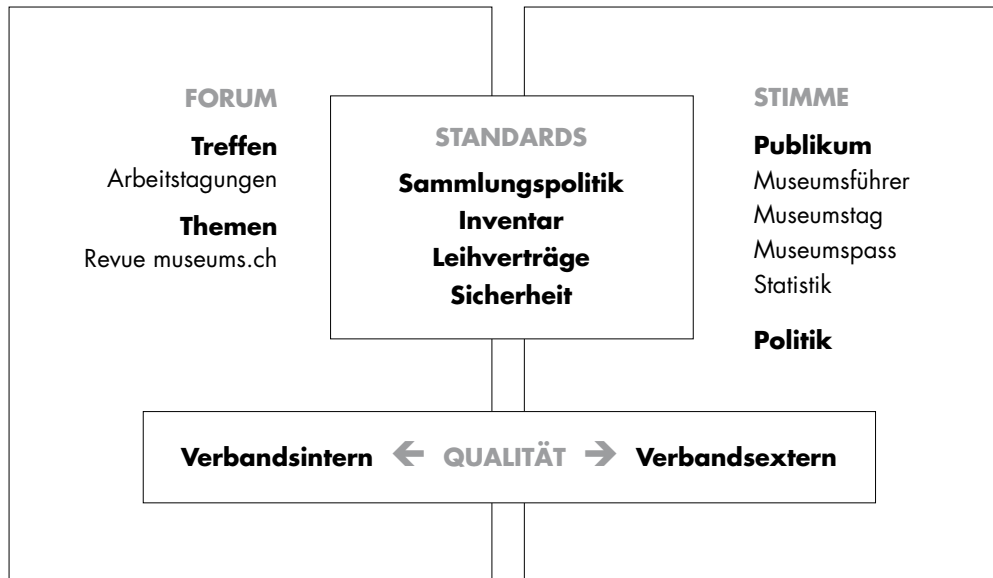 FORUM
Treffen
Arbeitstagungen
Themen
Revue museums.ch
STANDARDS
Sammlungspolitik
Inventar
Leihverträge
Sicherheit
STIMME
Publikum
Museumsführer
Museumstag
Museumspass
Statistik
Politik
Verbandsintern ← QUALITÄT → Verbandsextern